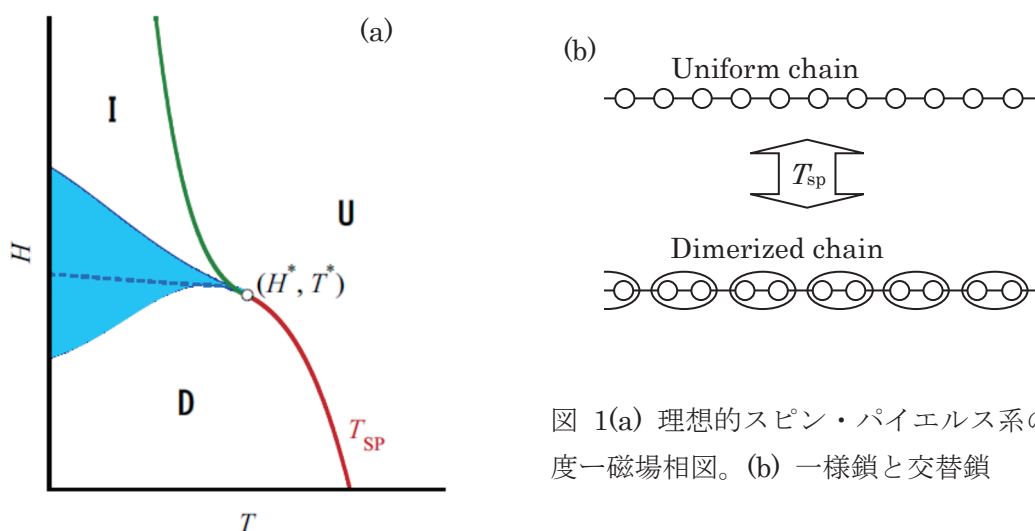 (a)
I
U
H
(H*, T*)
D
T_SP
T
(b)
Uniform chain
T_sp
Dimerized chain
図 1(a) 理想的スピン・パイエルス系の
度ー磁場相図。(b) 一様鎖と交替鎖